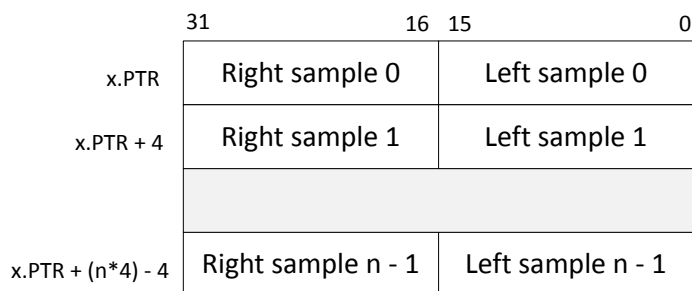 31 16 15 0
x.PTR Right sample 0 Left sample 0
x.PTR + 4 Right sample 1 Left sample 1
x.PTR + (n*4) - 4 Right sample n - 1 Left sample n - 1